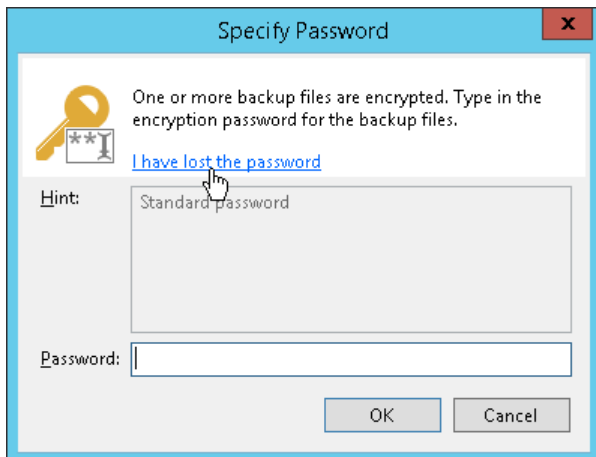 Specify Password
x
One or more backup files are encrypted. Type in the
encryption password for the backup files.
**
I have lost the password
Hint:
Standard password
Password:
OK
Cancel